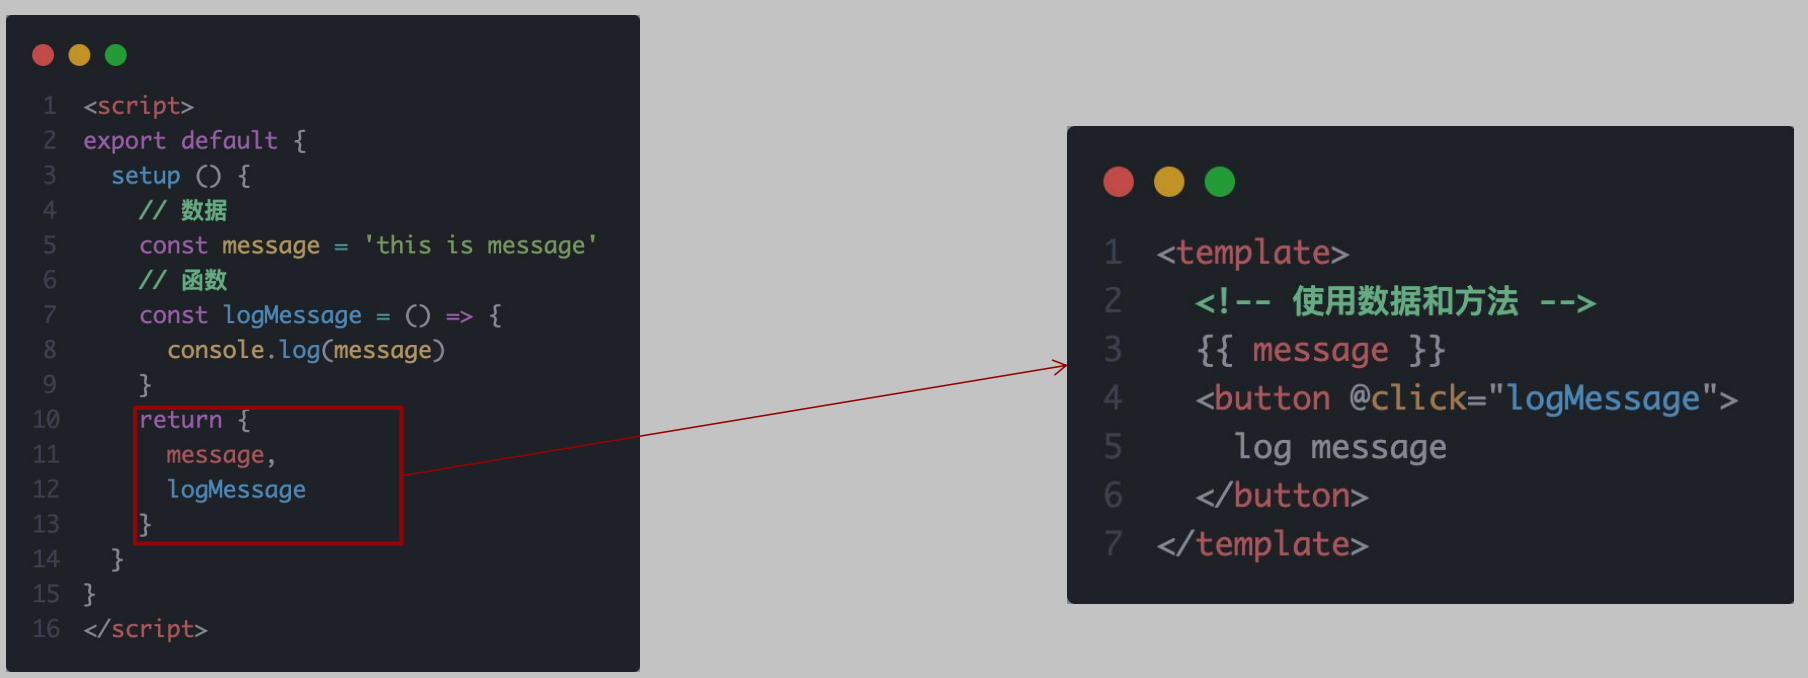 1 <script>
2 export default {
3 setup () {
4 // 数据
5 const message = 'this is message'
6 // 函数
7 const logMessage = () => {
8 console.log(message)
9 }
10 return {
11 message,
12 logMessage
13 }
14 }
15 }
16 </script>
1 <template>
2 <!-- 使用数据和方法 -->
3 {{ message }}
4 <button @click="logMessage">
5 log message
6 </button>
7 </template>